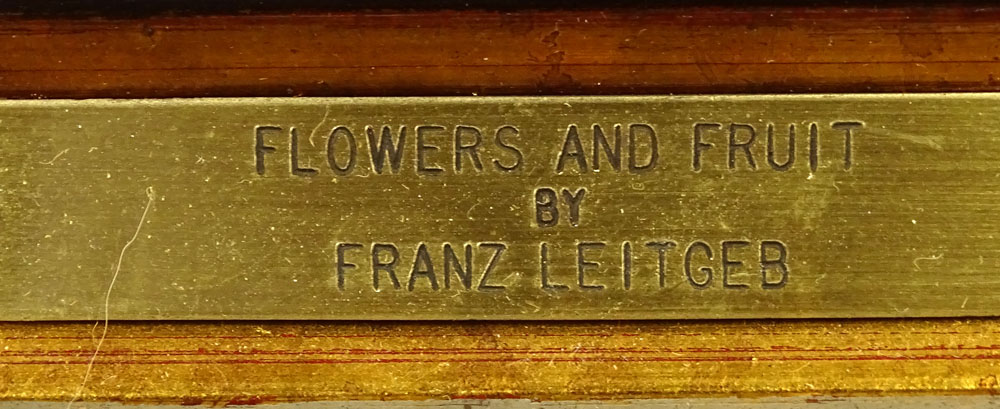 FLOWERS AND FRUIT
BY
FRANZ LEITGEB